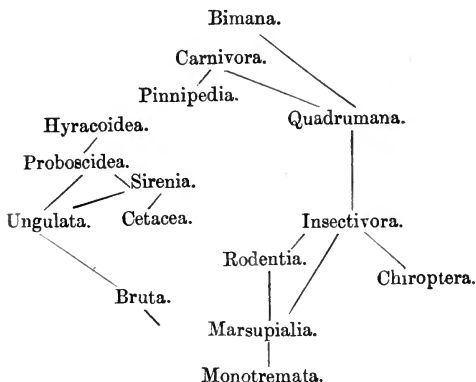 Bimana.
Carnivora.
Pinnipedia.
Quadrumana.
Hyracoidea.
Proboscidea.
Sirenia.
Ungulata.
Cetacea.
Insectivora.
Rodentia.
Chiroptera.
Bruta.
Marsupialia.
Monotremata.